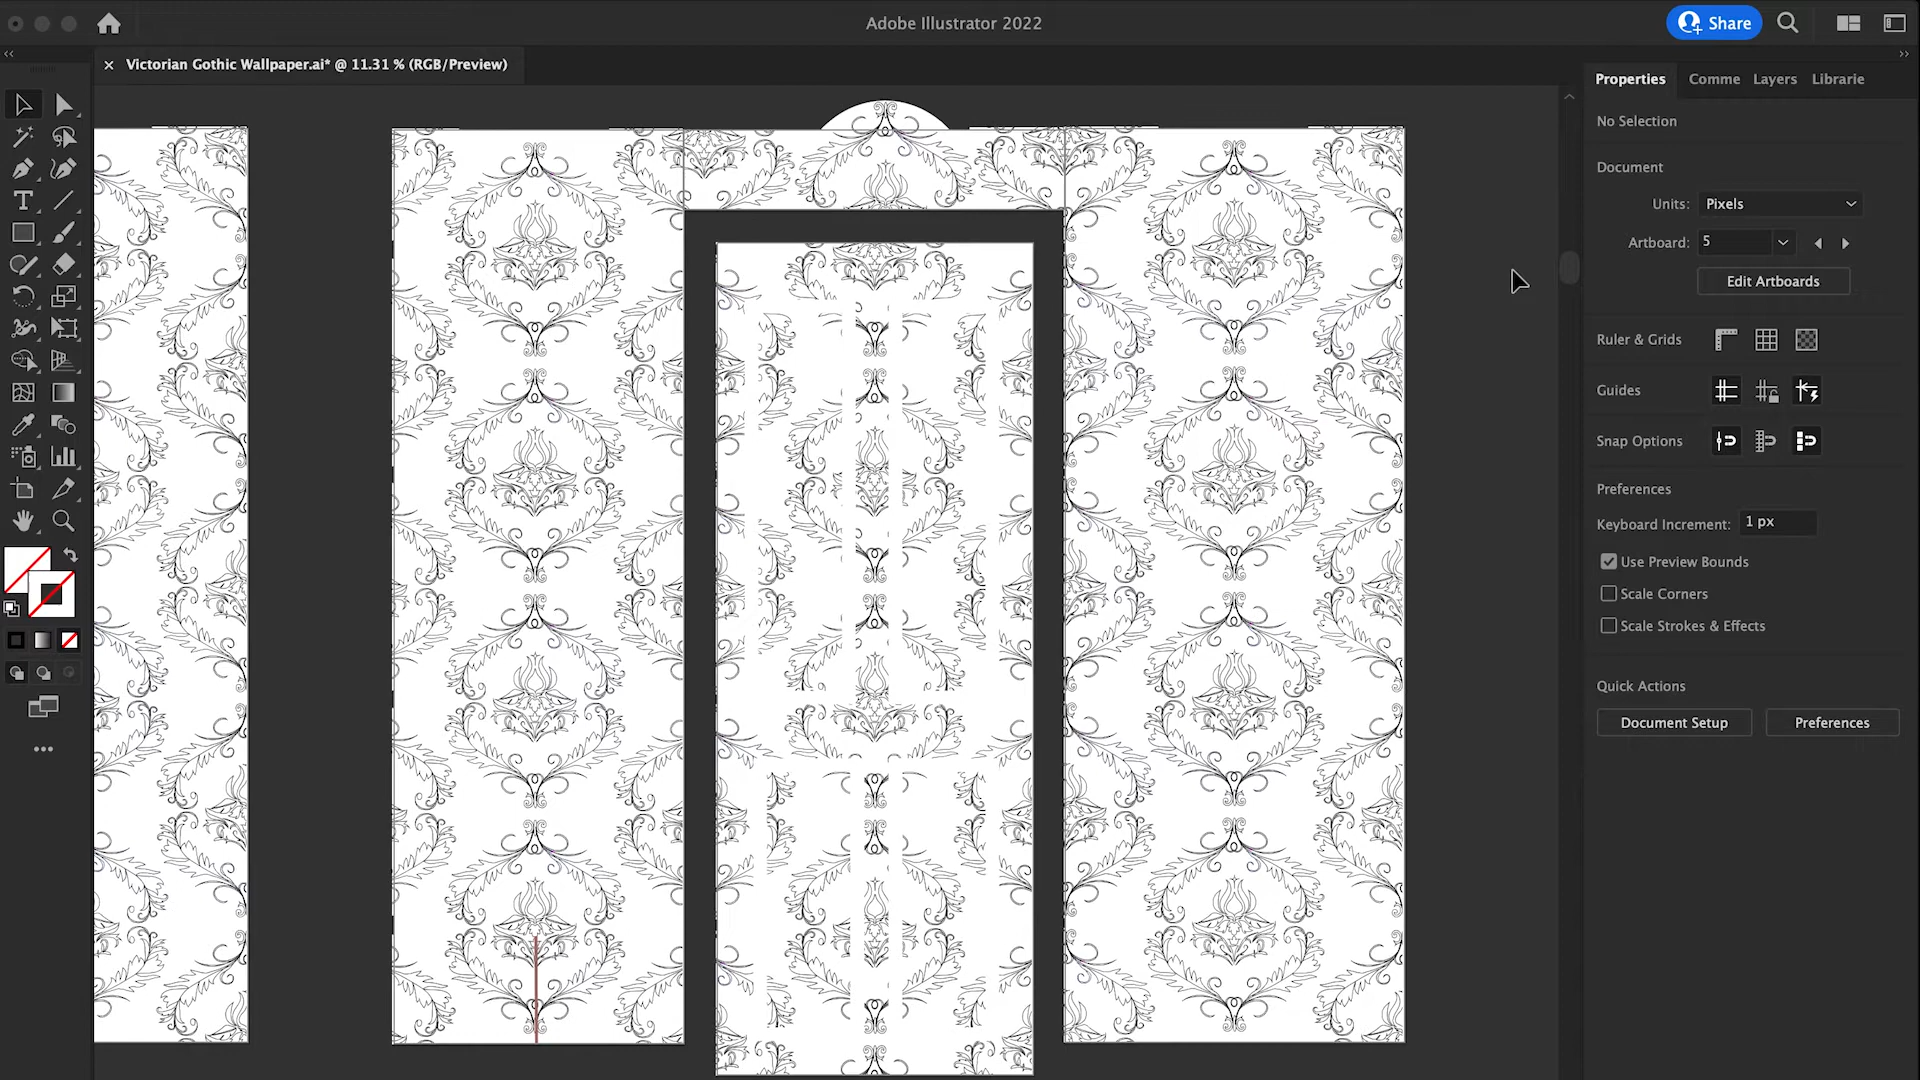 Adobe Illustrator 2022
Share
Victorian Gothic Wallpaper.ai* @ 11.31 % (RGB/Preview)
Properties
Comme
Layers
Librarie
No Selection
Document
Units: Pixels
Artboard: 5
Edit Artboards
Ruler & Grids
Guides
Snap Options
Preferences
Keyboard Increment: 1 px
Use Preview Bounds
Scale Corners
Scale Strokes & Effects
Quick Actions
Document Setup
Preferences